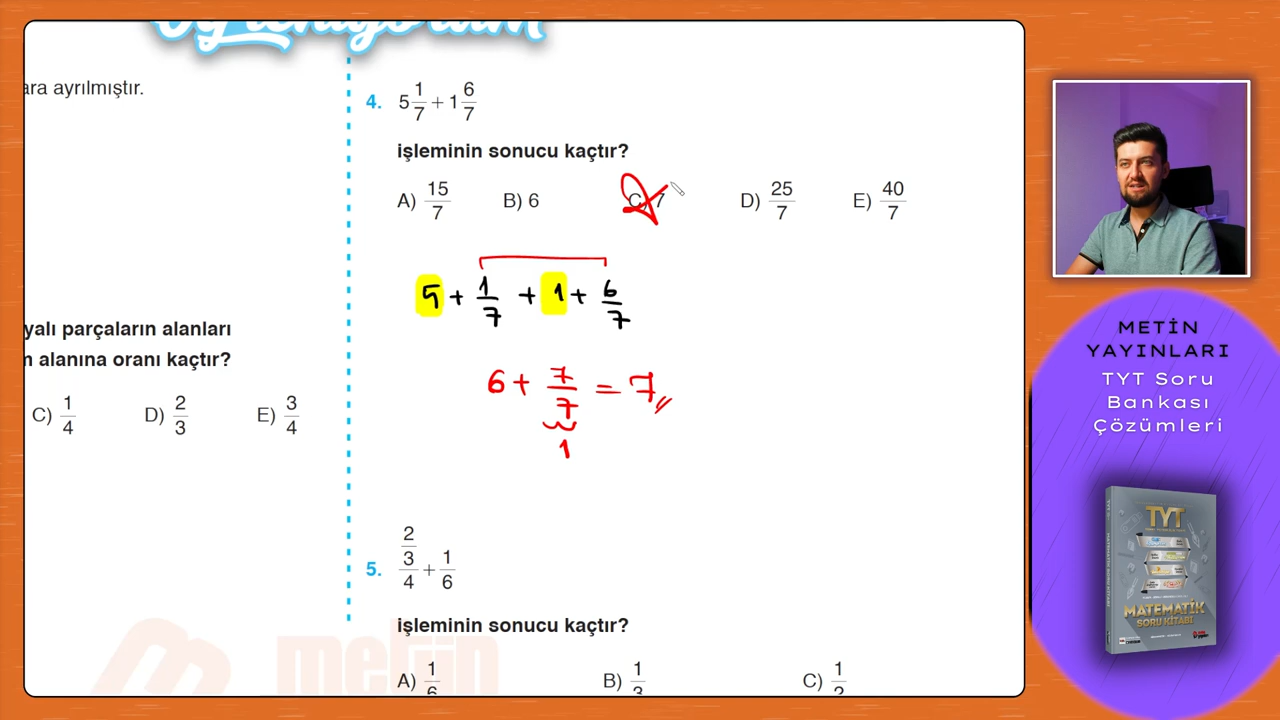 Öğreniyorum
ara ayrılmıştır.
yalı parçaların alanları
n alanına oranı kaçtır?
C) 1/4 D) 2/3 E) 3/4
4. 5 1/7 + 1 6/7
işleminin sonucu kaçtır?
A) 15/7 B) 6 C) 7 D) 25/7 E) 40/7
5 + 1/7 + 1 + 6/7
6 + 7/7 = 7
1
5. 2/3/4 + 1/6
işleminin sonucu kaçtır?
A) 1/6 B) 1/3 C) 1/2
metin
METİN
YAYINLARI
TYT Soru
Bankası
Çözümleri
TYT
MATEMATİK
SORU KİTABI